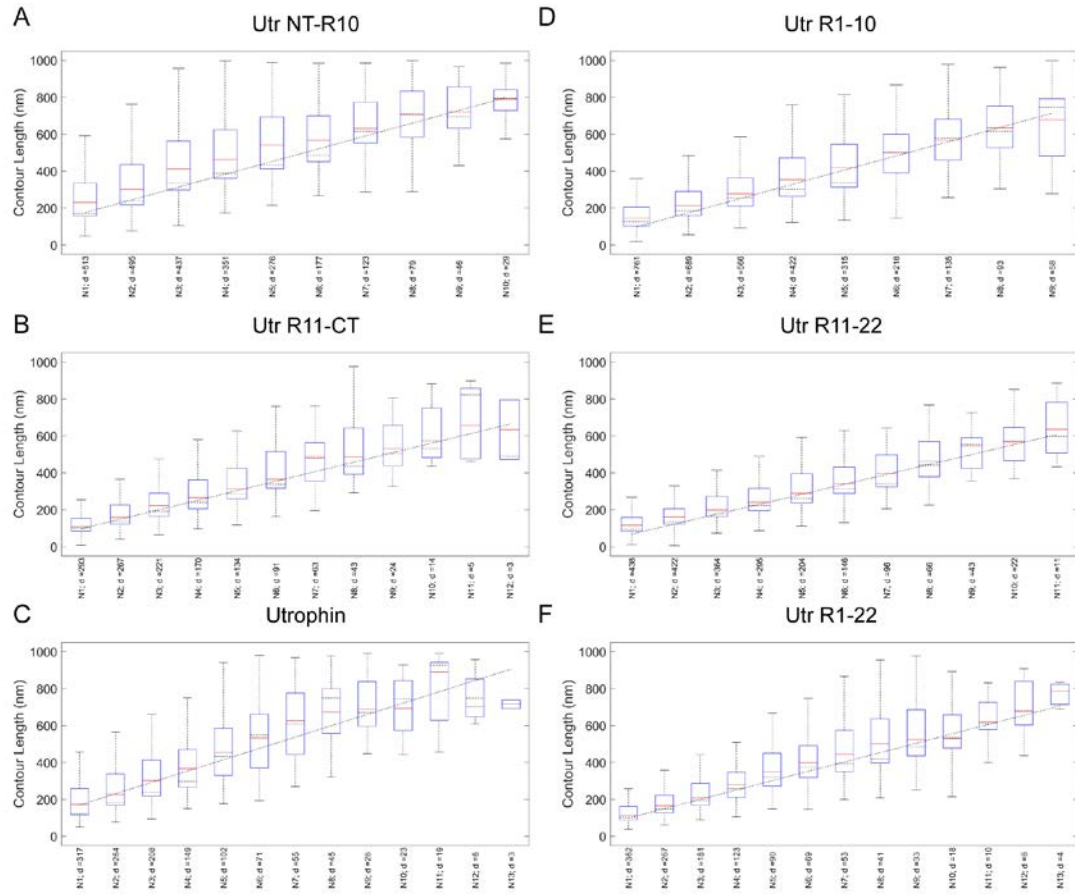 A
Utr NT-R10
Contour Length (nm)
1000
800
600
400
200
0
N1; d =513
N2; d =495
N3; d =437
N4; d =351
N5; d =276
N6; d =177
N7; d =123
N8; d =79
N9; d =46
N10; d =29
D
Utr R1-10
Contour Length (nm)
1000
800
600
400
200
0
N1; d =761
N2; d =689
N3; d =566
N4; d =422
N5; d =315
N6; d =218
N7; d =135
N8; d =93
N9; d =58
B
Utr R11-CT
Contour Length (nm)
1000
800
600
400
200
0
N1; d =293
N2; d =267
N3; d =221
N4; d =170
N5; d =134
N6; d =91
N7; d =63
N8; d =43
N9; d =24
N10; d =14
N11; d =5
N12; d =3
E
Utr R11-22
Contour Length (nm)
1000
800
600
400
200
0
N1; d =438
N2; d =422
N3; d =364
N4; d =295
N5; d =204
N6; d =146
N7; d =96
N8; d =66
N9; d =43
N10; d =22
N11; d =11
C
Utrophin
Contour Length (nm)
1000
800
600
400
200
0
N1; d =317
N2; d =264
N3; d =208
N4; d =149
N5; d =102
N6; d =71
N7; d =55
N8; d =45
N9; d =26
N10; d =23
N11; d =19
N12; d =6
N13; d =3
F
Utr R1-22
Contour Length (nm)
1000
800
600
400
200
0
N1; d =362
N2; d =267
N3; d =181
N4; d =123
N5; d =90
N6; d =69
N7; d =53
N8; d =41
N9; d =33
N10; d =18
N11; d =10
N12; d =6
N13; d =4